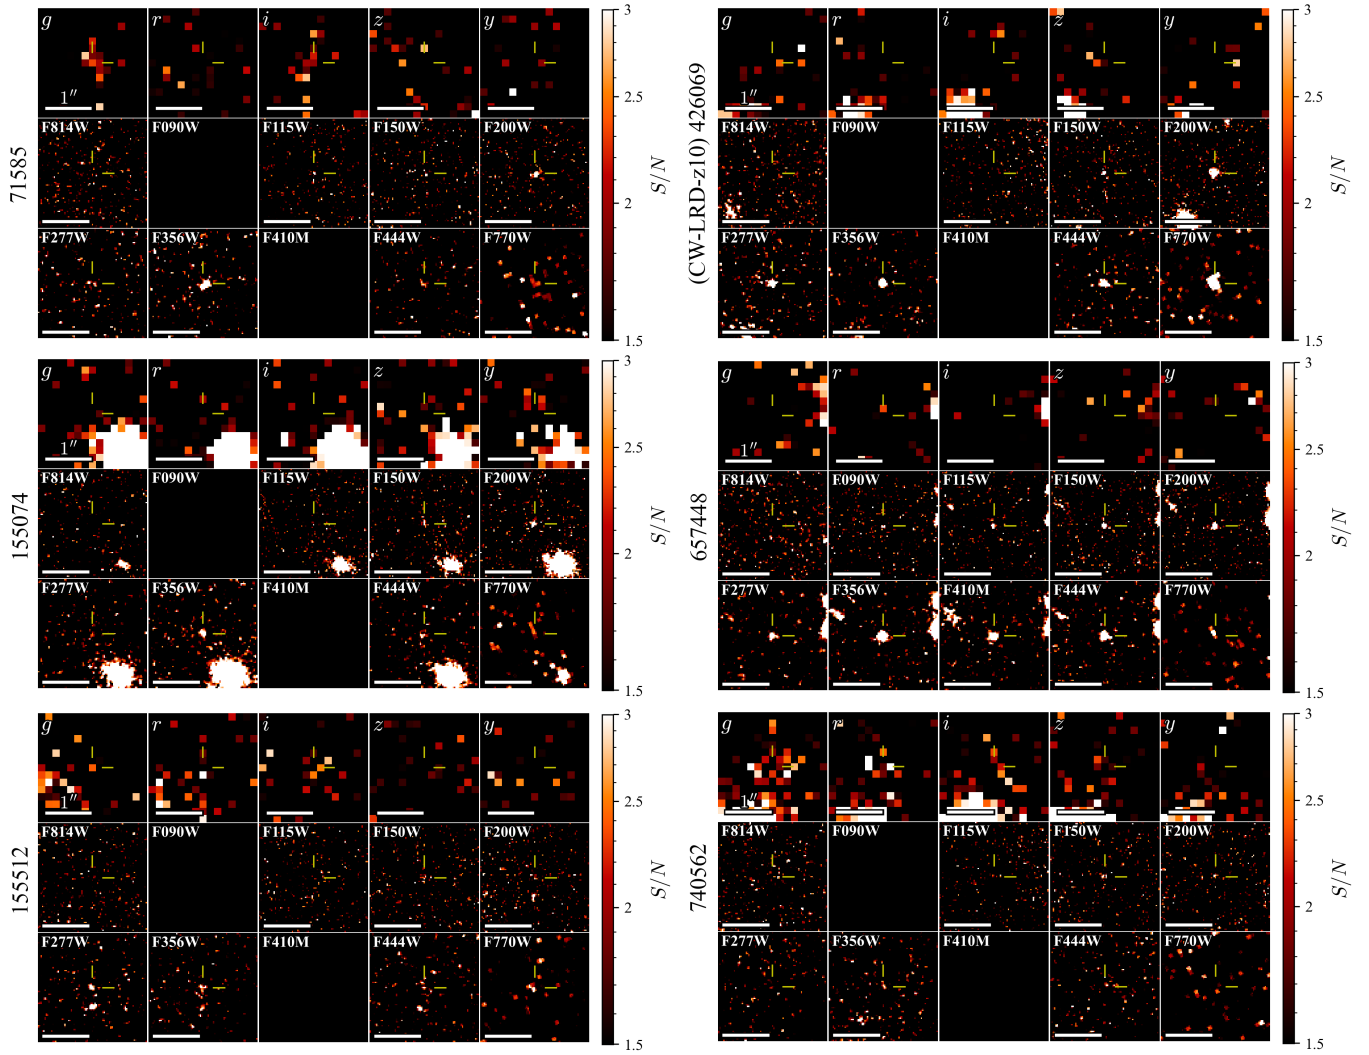 71585
g r i z y
1″
F814W F090W F115W F150W F200W
F277W F356W F410M F444W F770W
3
2.5
2
1.5
S/N
(CW-LRD-z10) 426069
g r i z y
1″
F814W F090W F115W F150W F200W
F277W F356W F410M F444W F770W
3
2.5
2
1.5
S/N
155074
g r i z y
1″
F814W F090W F115W F150W F200W
F277W F356W F410M F444W F770W
3
2.5
2
1.5
S/N
657448
g r i z y
1″
F814W F090W F115W F150W F200W
F277W F356W F410M F444W F770W
3
2.5
2
1.5
S/N
155512
g r i z y
1″
F814W F090W F115W F150W F200W
F277W F356W F410M F444W F770W
3
2.5
2
1.5
S/N
740562
g r i z y
1″
F814W F090W F115W F150W F200W
F277W F356W F410M F444W F770W
3
2.5
2
1.5
S/N